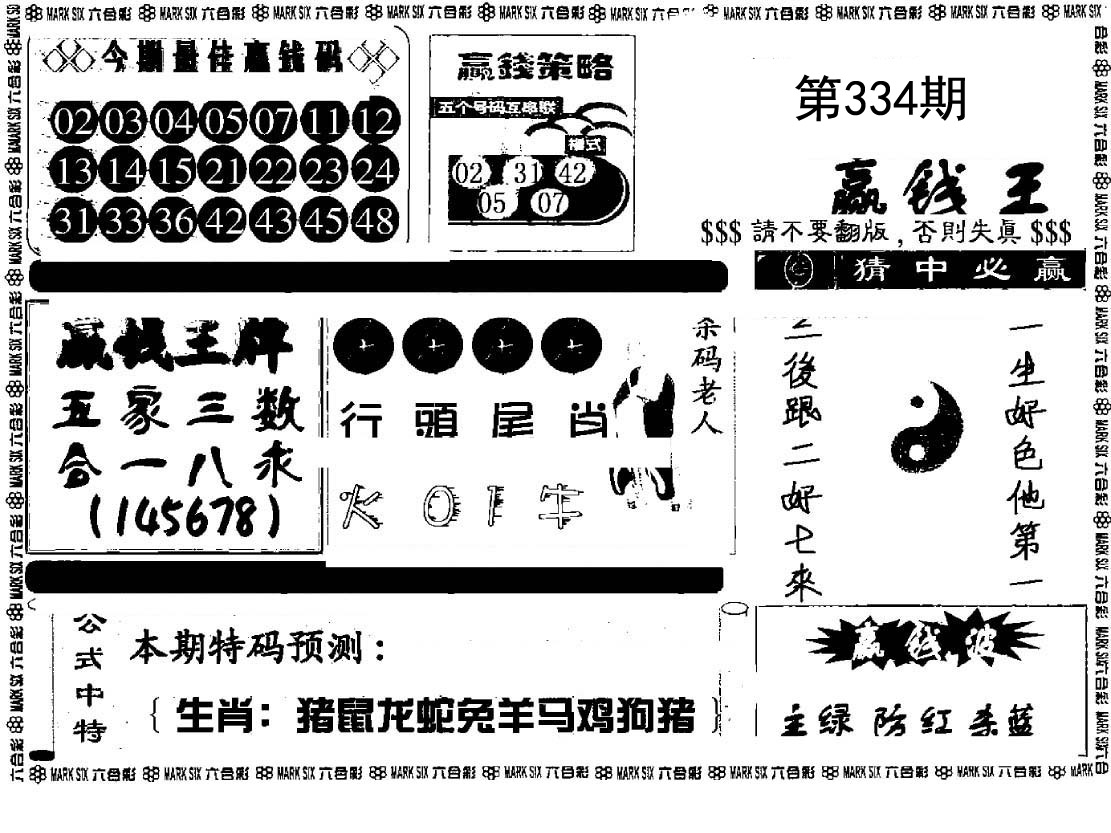 MARK SIX 六合彩 MARK SIX 六合彩 MARK SIX 六合彩 MARK SIX 六合彩 MARK SIX 六合彩 MARK SIX 六合彩 MARK SIX 六合彩 MARK SIX 六合彩 MARK SIX 六合彩 MARK SIX
今期最佳赢钱码
02 03 04 05 07 11 12
13 14 15 21 22 23 24
31 33 36 42 43 45 48
赢錢策略
五个号码互串联
格式
02 31 42
05 07
第334期
赢钱王
$$$ 請不要翻版，否則失真 $$$
猜中必赢
赢钱王牌
五家三数
合一八求
(145678)
行頭尾肖
火 0 1 牛
杀码老人
一生好色他第一
二後跟二好七來
公式中特
本期特码预测：
{生肖：猪鼠龙蛇兔羊马鸡狗猪}
赢钱波
主绿 防红 杀蓝
六合彩 MARK SIX 六合彩 MARK SIX 六合彩 MARK SIX 六合彩 MARK SIX 六合彩 MARK SIX 六合彩 MARK SIX 六合彩 MARK SIX 六合彩 MARK SIX 六合彩 MARK SIX 六合彩 MARK